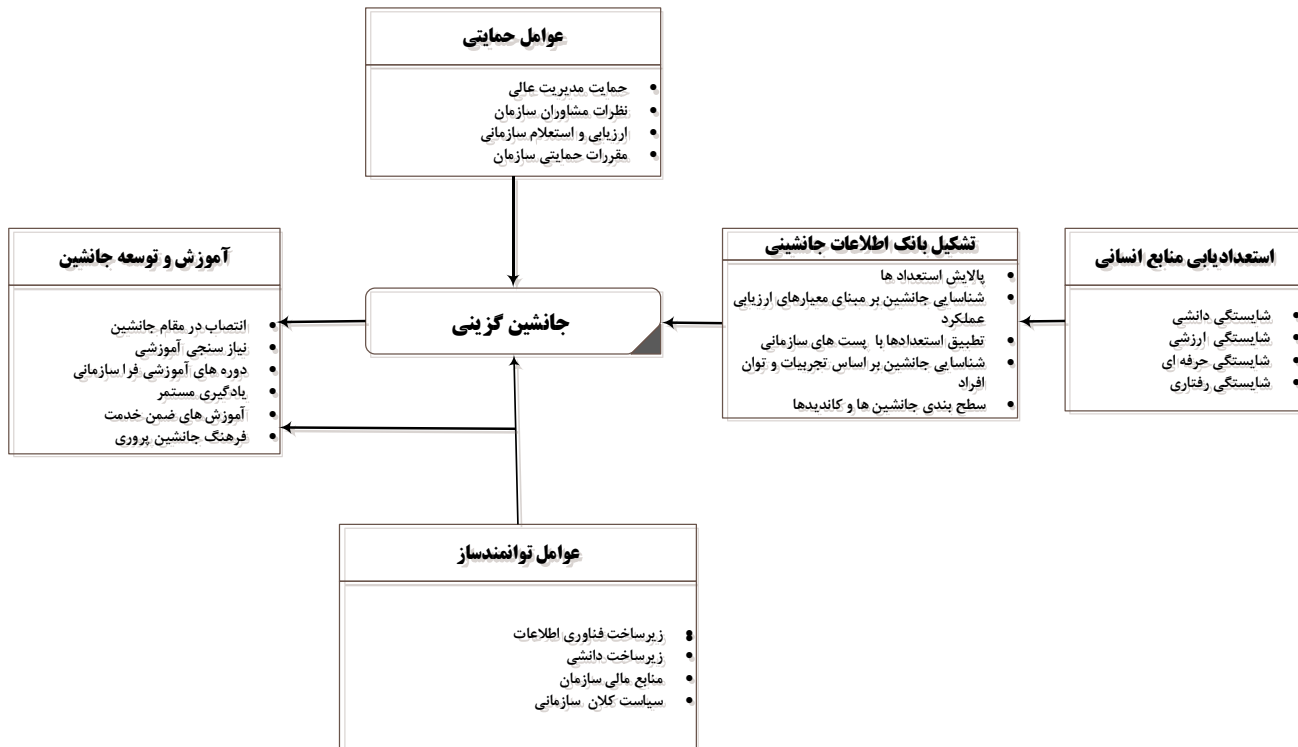 عوامل حمایتی
حمایت مدیریت عالی
نظرات مشاوران سازمان
ارزیابی و استعلام سازمانی
مقررات حمایتی سازمان
استعدادیابی منابع انسانی
شایستگی دانشی
شایستگی ارزشی
شایستگی حرفه ای
شایستگی رفتاری
تشکیل بانک اطلاعات جانشینی
پالایش استعداد ها
شناسایی جانشین بر مبنای معیارهای ارزیابی
عملکرد
تطبیق استعدادها با پست های سازمانی
شناسایی جانشین بر اساس تجربیات و توان
افراد
سطح بندی جانشین ها و کاندیدها
جانشین گزینی
آموزش و توسعه جانشین
انتصاب در مقام جانشین
نیاز سنجی آموزشی
دوره های آموزشی فرا سازمانی
یادگیری مستمر
آموزش های ضمن خدمت
فرهنگ جانشین پروری
عوامل توانمندساز
زیرساخت فناوری اطلاعات
زیرساخت دانشی
منابع مالی سازمان
سیاست کلان سازمانی